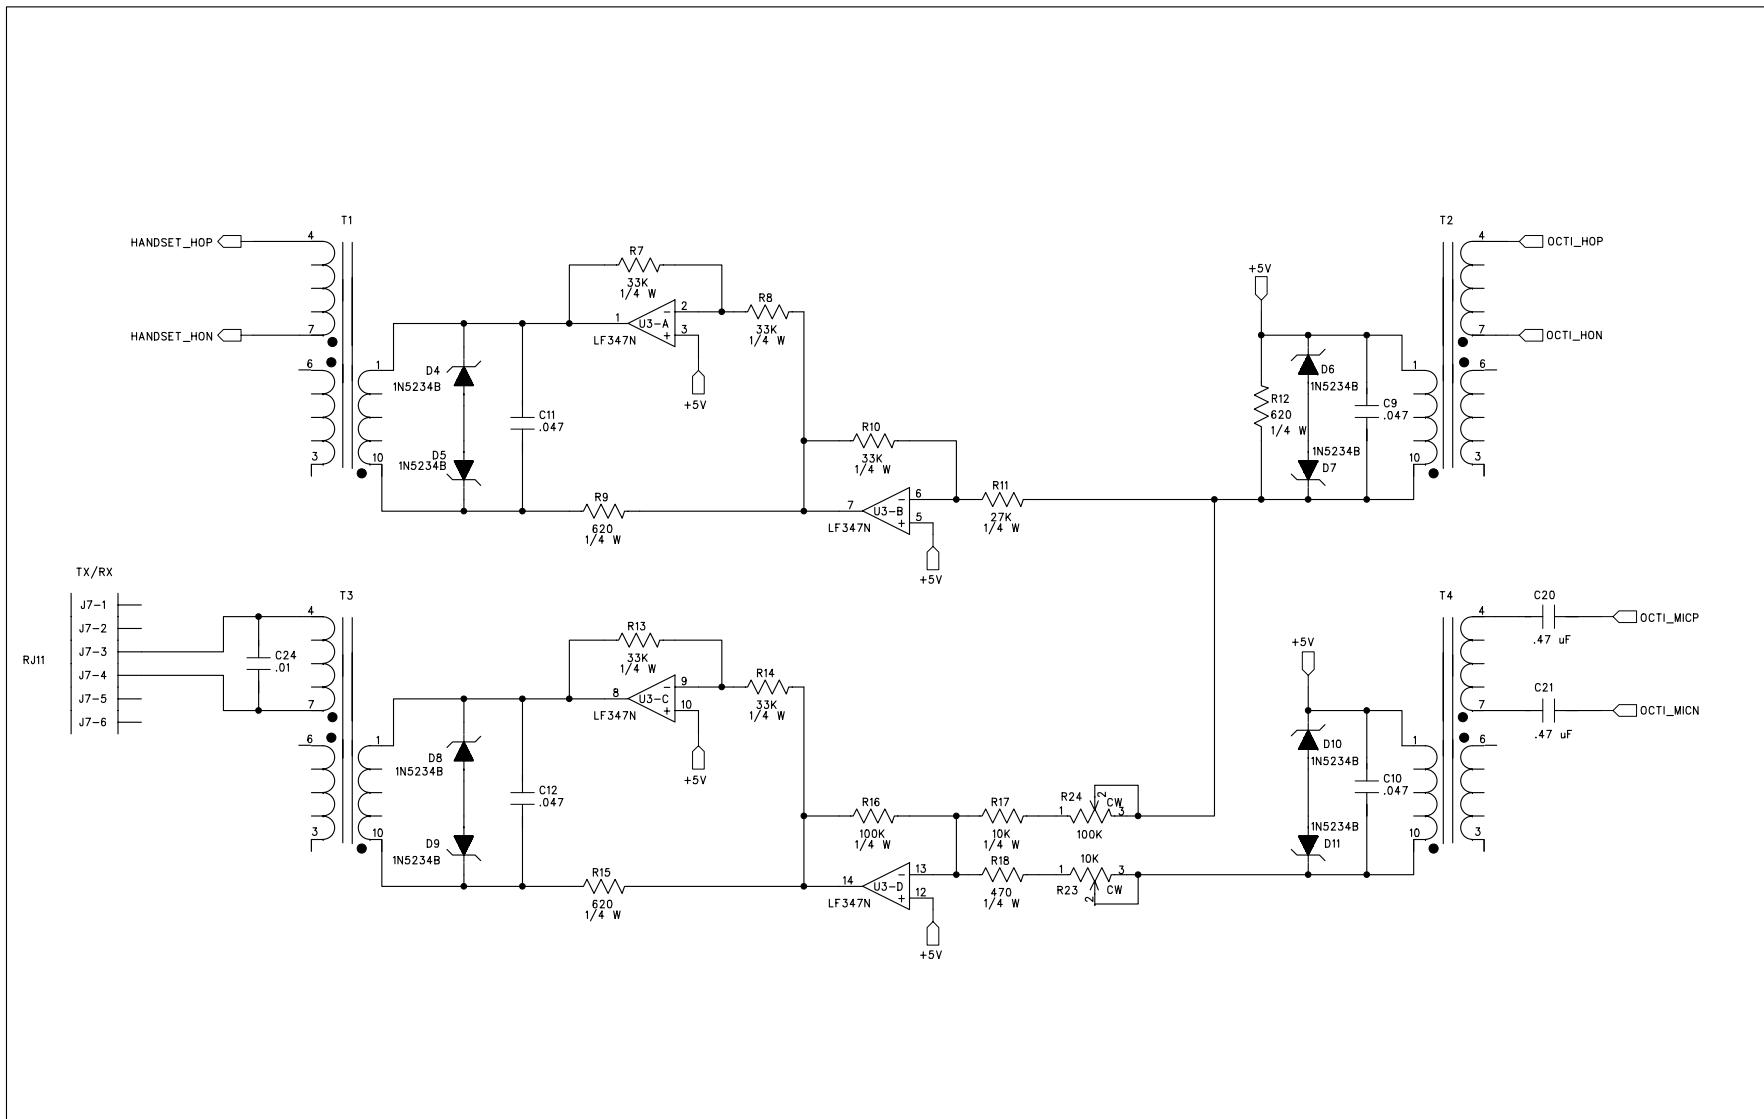 T1
T2
HANDSET_HOP
4
4
OCTI_HOP
R7
33K
1/4 W
+5V
R8
33K
1/4 W
1
U3-A
-
2
+
3
LF347N
+5V
HANDSET_HON
7
7
OCTI_HON
6
1
D4
1N5234B
C11
.047
D5
1N5234B
3
10
R9
620
1/4 W
R10
33K
1/4 W
7
U3-B
-
6
+
5
LF347N
+5V
R11
27K
1/4 W
R12
620
1/4 W
D6
1N5234B
1N5234B
D7
C9
.047
1
6
10
3
TX/RX
RJ11
J7-1
J7-2
J7-3
J7-4
J7-5
J7-6
C24
.01
T3
4
7
6
1
3
10
D8
1N5234B
D9
1N5234B
C12
.047
R13
33K
1/4 W
8
U3-C
-
9
+
10
LF347N
+5V
R14
33K
1/4 W
R15
620
1/4 W
R16
100K
1/4 W
R17
10K
1/4 W
R24
1
2
CW
3
100K
14
U3-D
-
13
+
12
LF347N
+5V
R18
470
1/4 W
10K
1
3
R23
2
CW
+5V
D10
1N5234B
1N5234B
D11
C10
.047
T4
4
7
1
6
10
3
C20
.47 uF
OCTI_MICP
C21
.47 uF
OCTI_MICN